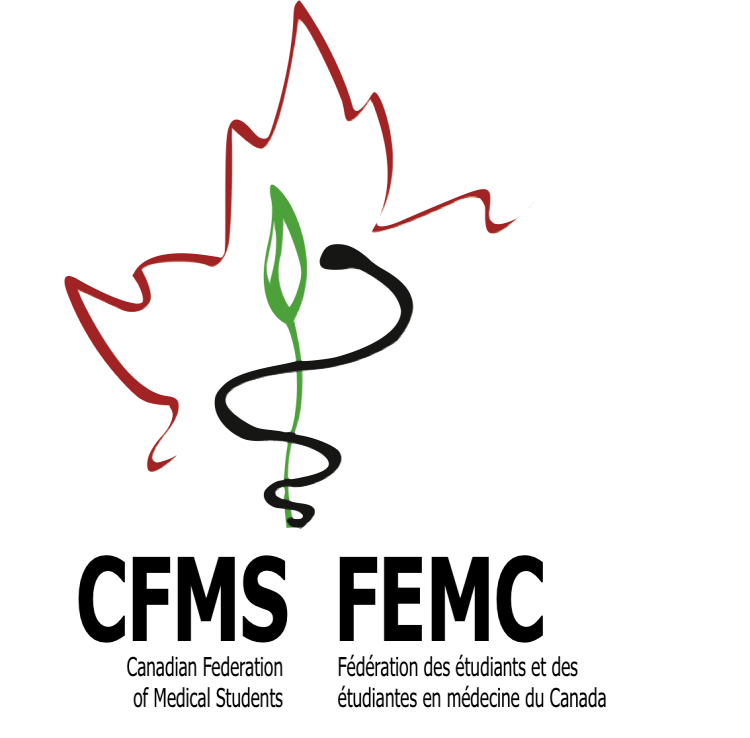 CFMS FEMC
Canadian Federation
of Medical Students
Fédération des étudiants et des
étudiantes en médecine du Canada